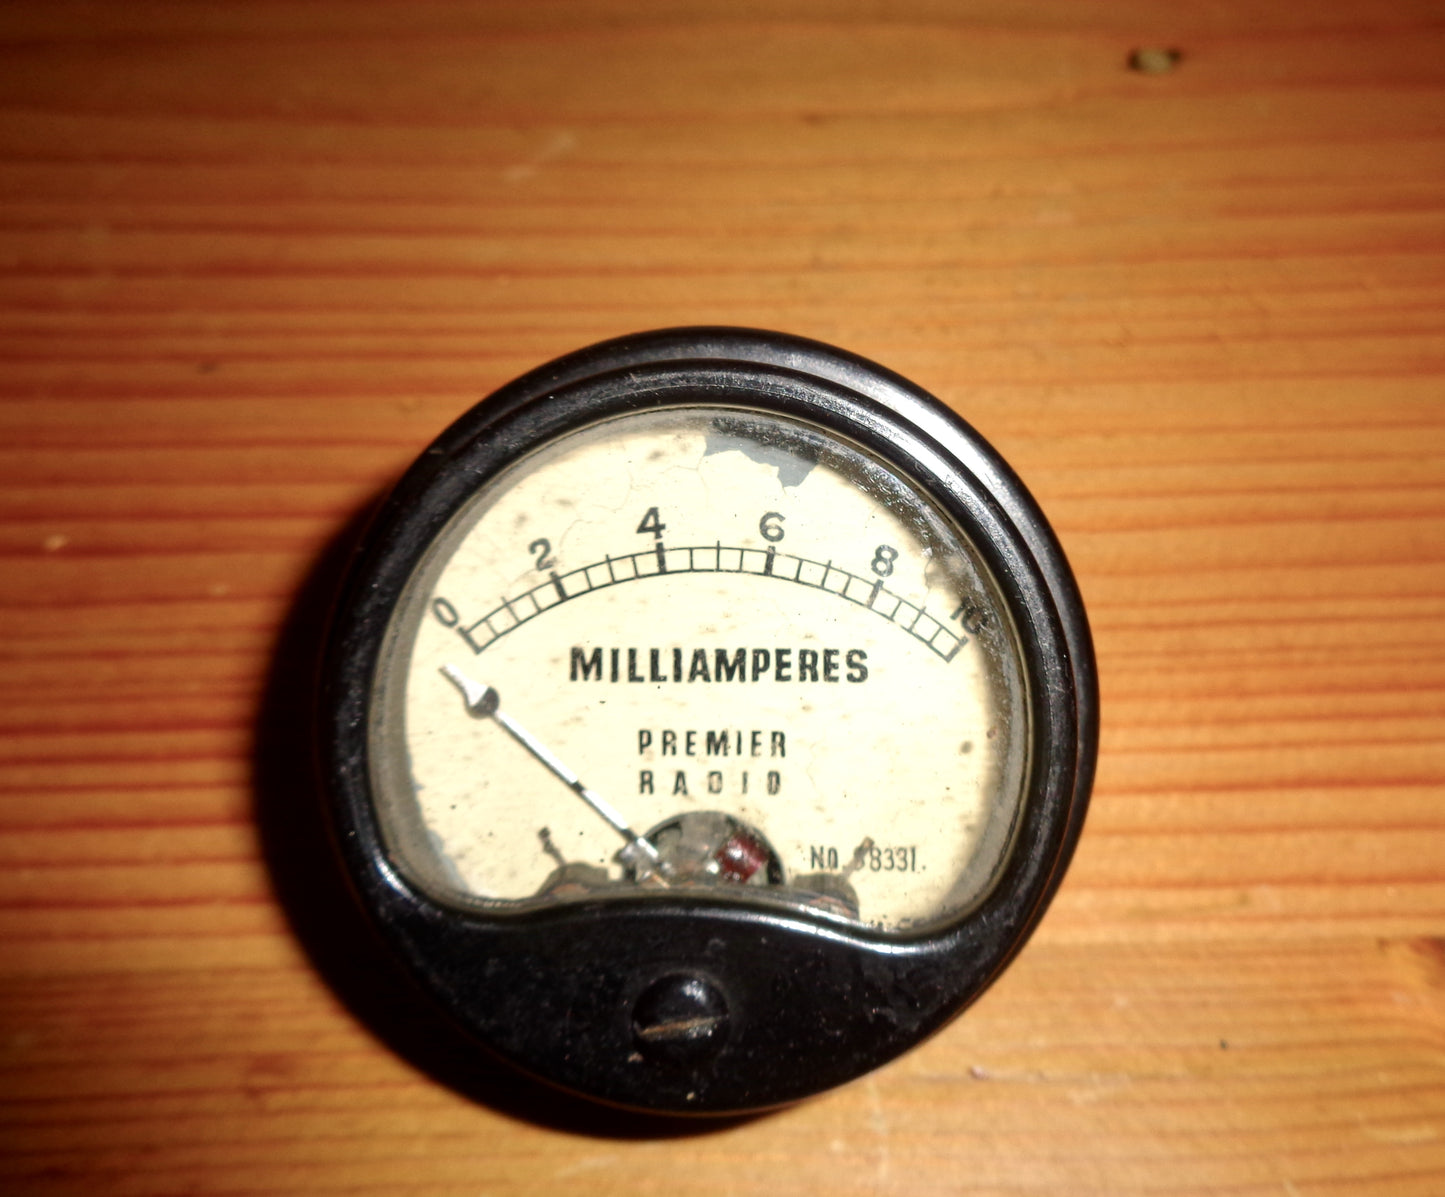 0 2 4 6 8 10
MILLIAMPERES
PREMIER
RADIO
NO.